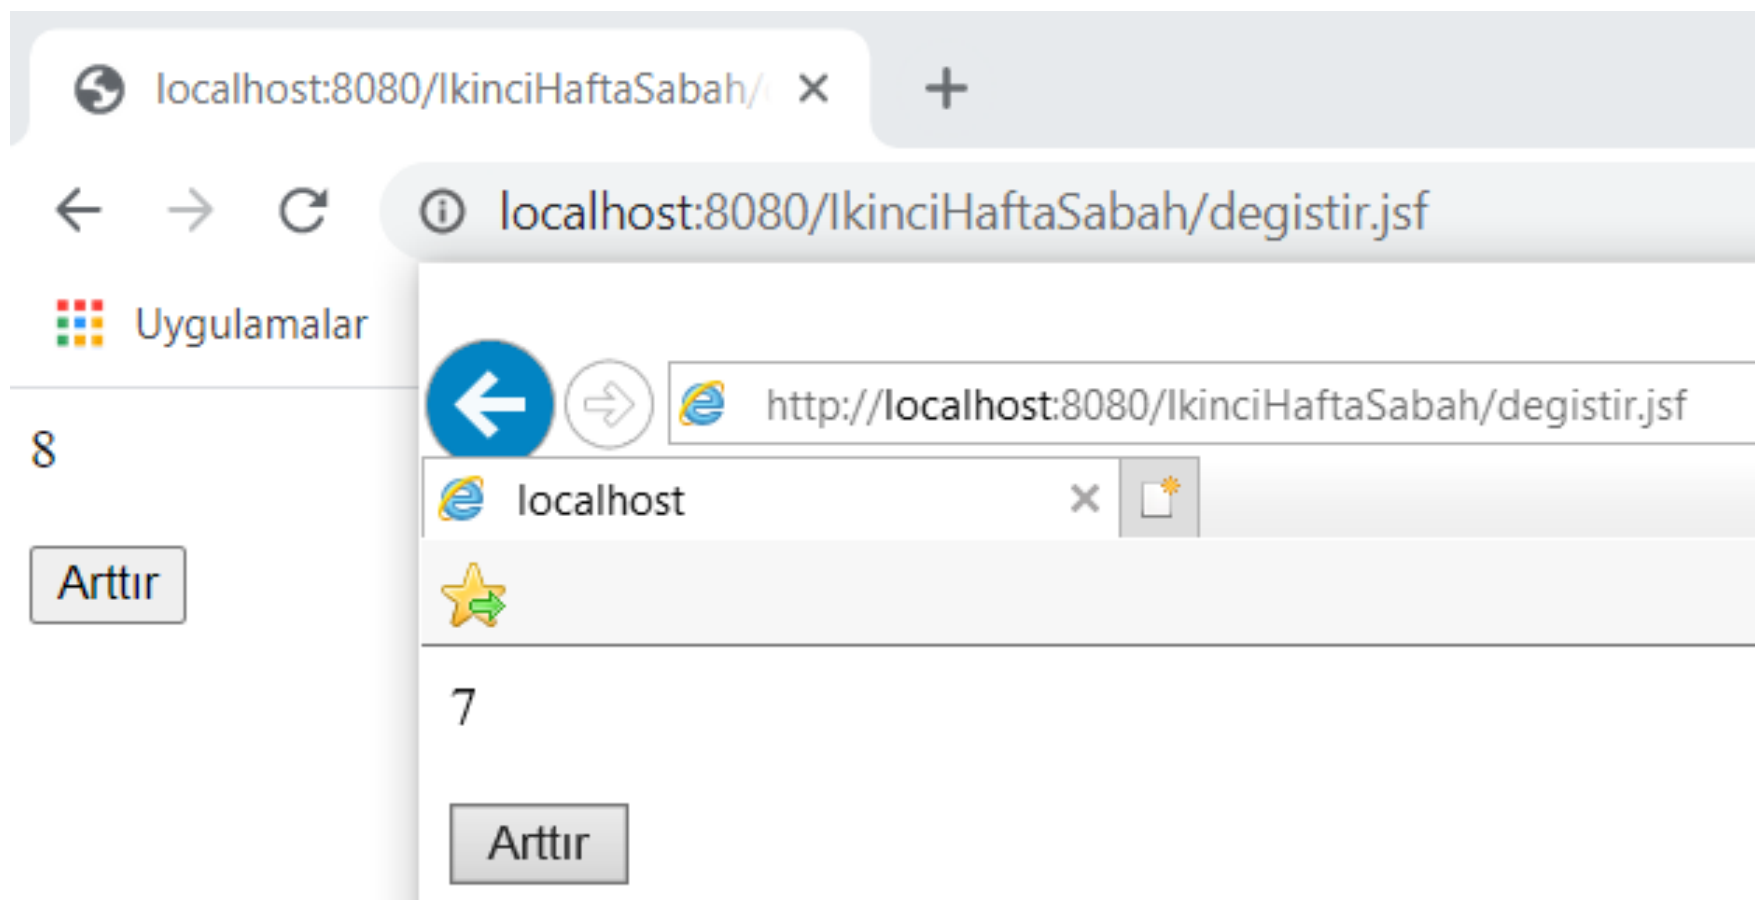 localhost:8080/IkinciHaftaSabah/
localhost:8080/IkinciHaftaSabah/degistir.jsf
Uygulamalar
8
Arttır
http://localhost:8080/IkinciHaftaSabah/degistir.jsf
localhost
7
Arttır